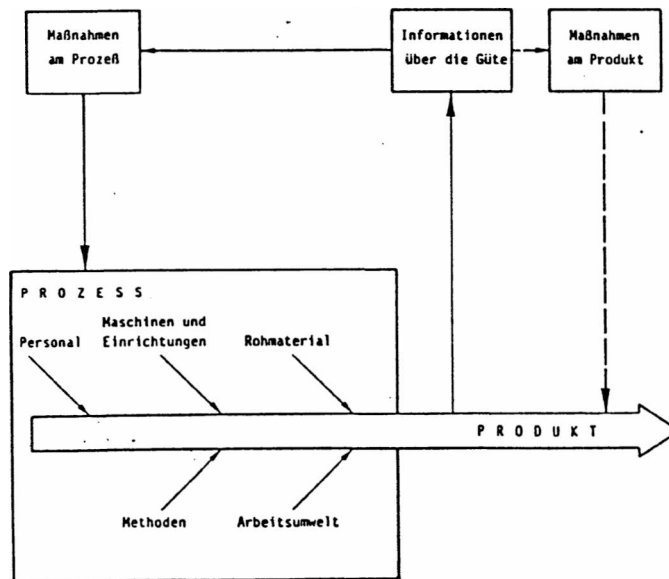 Maßnahmen
am Prozeß
Informationen
über die Güte
Maßnahmen
am Produkt
P R O Z E S S
Personal
Maschinen und
Einrichtungen
Rohmaterial
P R O D U K T
Methoden
Arbeitsumwelt